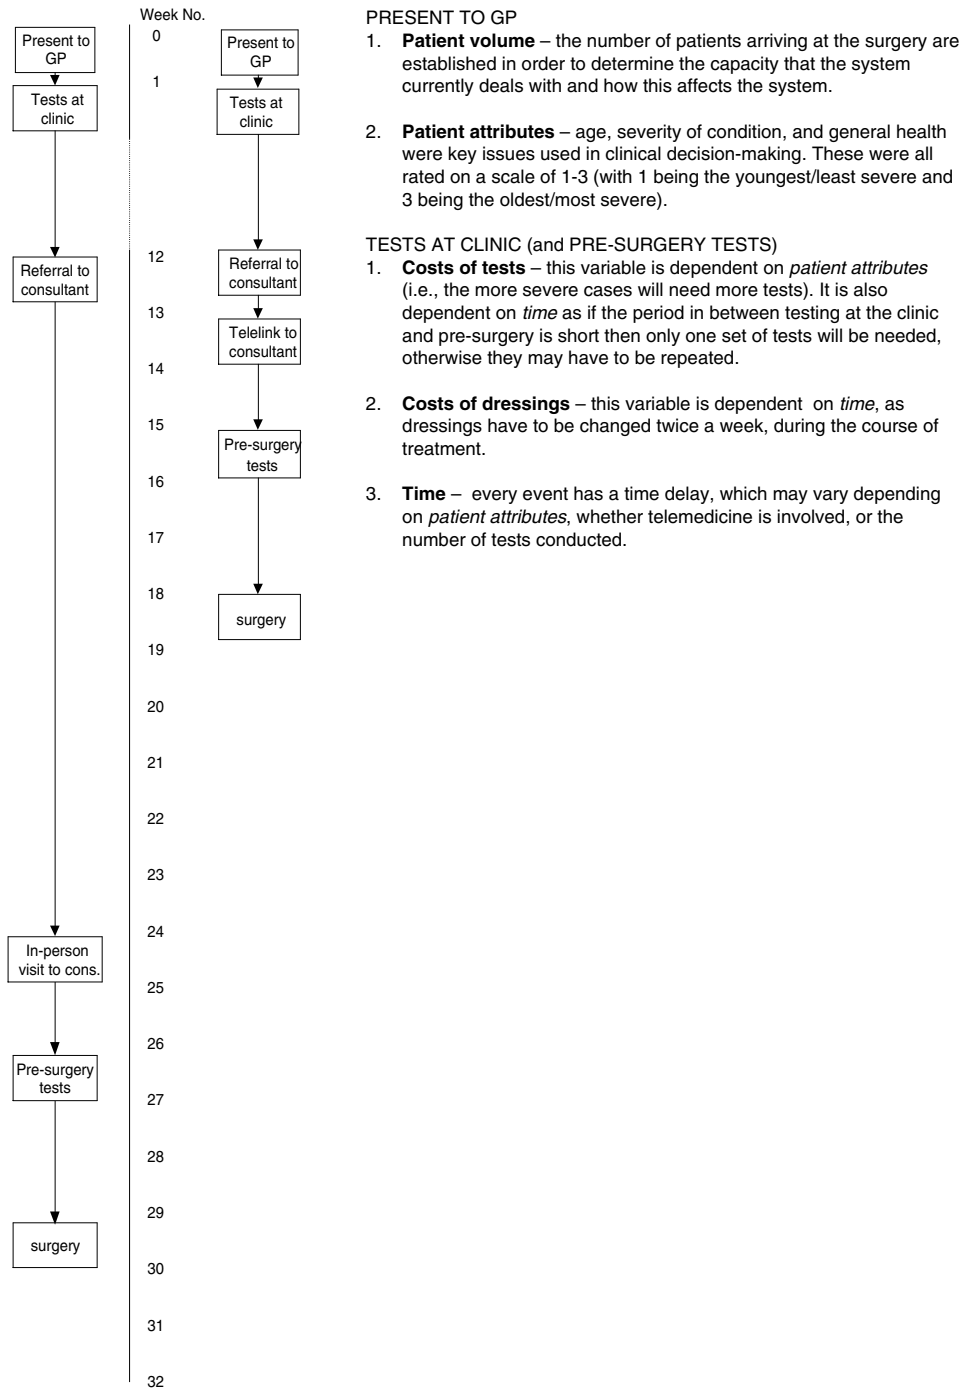 Present to
GP
Tests at
clinic
Referral to
consultant
In-person
visit to cons.
Pre-surgery
tests
surgery
Week No.
0
1
12
13
14
15
16
17
18
19
20
21
22
23
24
25
26
27
28
29
30
31
32
Present to
GP
Tests at
clinic
Referral to
consultant
Telelink to
consultant
Pre-surgery
tests
surgery
PRESENT TO GP
1. Patient volume – the number of patients arriving at the surgery are
established in order to determine the capacity that the system
currently deals with and how this affects the system.
2. Patient attributes – age, severity of condition, and general health
were key issues used in clinical decision-making. These were all
rated on a scale of 1-3 (with 1 being the youngest/least severe and
3 being the oldest/most severe).
TESTS AT CLINIC (and PRE-SURGERY TESTS)
1. Costs of tests – this variable is dependent on patient attributes
(i.e., the more severe cases will need more tests). It is also
dependent on time as if the period in between testing at the clinic
and pre-surgery is short then only one set of tests will be needed,
otherwise they may have to be repeated.
2. Costs of dressings – this variable is dependent on time, as
dressings have to be changed twice a week, during the course of
treatment.
3. Time – every event has a time delay, which may vary depending
on patient attributes, whether telemedicine is involved, or the
number of tests conducted.